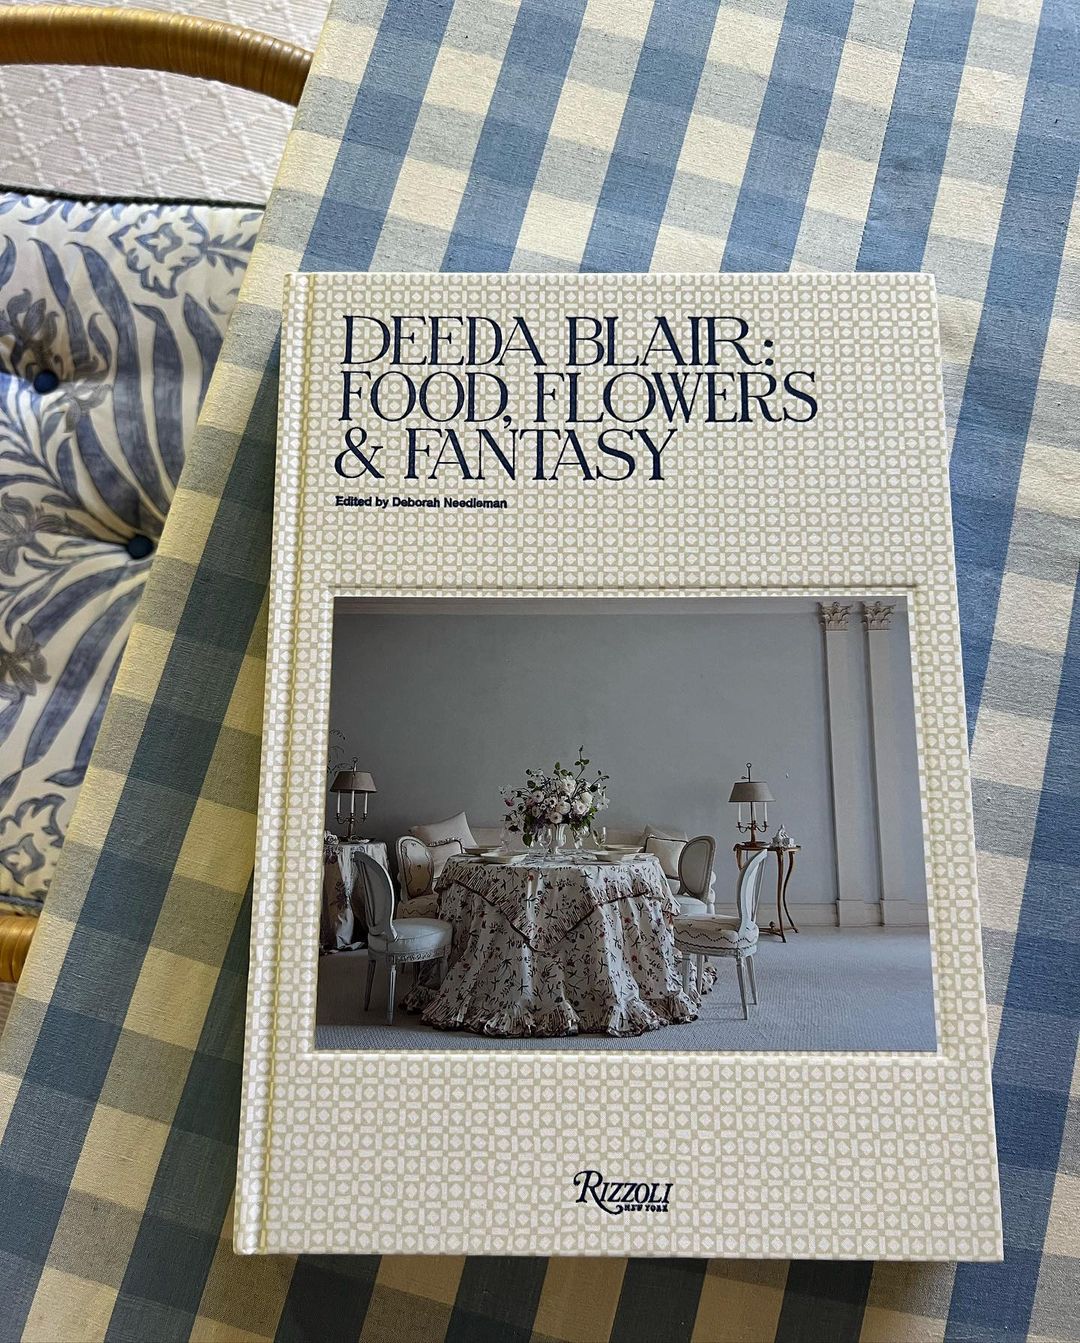 DEEDA BLAIR:
FOOD, FLOWERS
& FANTASY
Edited by Deborah Needleman
RIZZOLI
NEW YORK